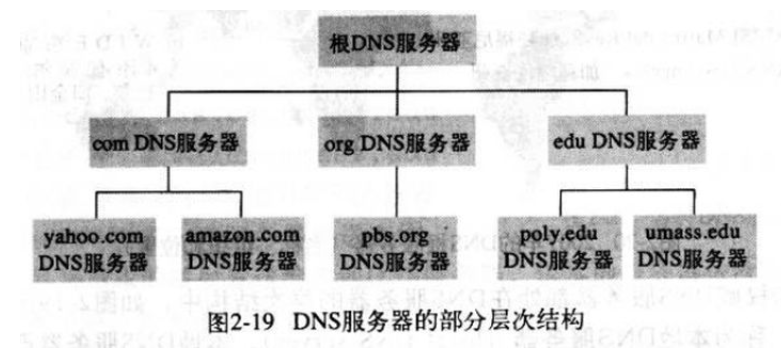 根DNS服务器
com DNS服务器
org DNS服务器
edu DNS服务器
yahoo.com
DNS服务器
amazon.com
DNS服务器
pbs.org
DNS服务器
poly.edu
DNS服务器
umass.edu
DNS服务器
图2-19 DNS服务器的部分层次结构